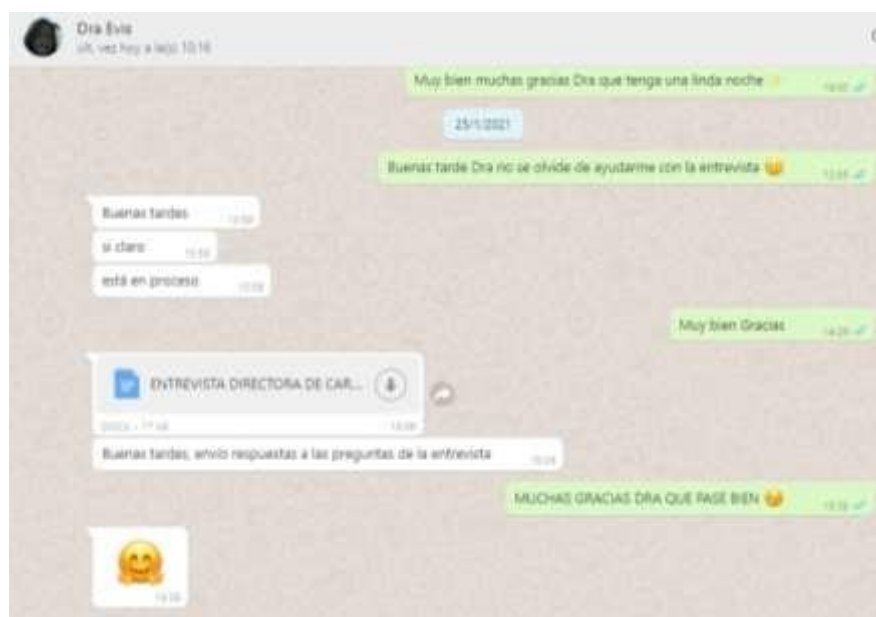 Dra Evis
Muy bien muchas gracias Dra que tenga una linda noche
25/1/2021
Buenas tarde Dra no se olvide de ayudarme con la entrevista
Buenas tardes
si claro
está en proceso
Muy bien Gracias
ENTREVISTA DIRECTORA DE CAR...
Buenas tardes, envío respuestas a las preguntas de la entrevista
MUCHAS GRACIAS DRA QUE PASE BIEN